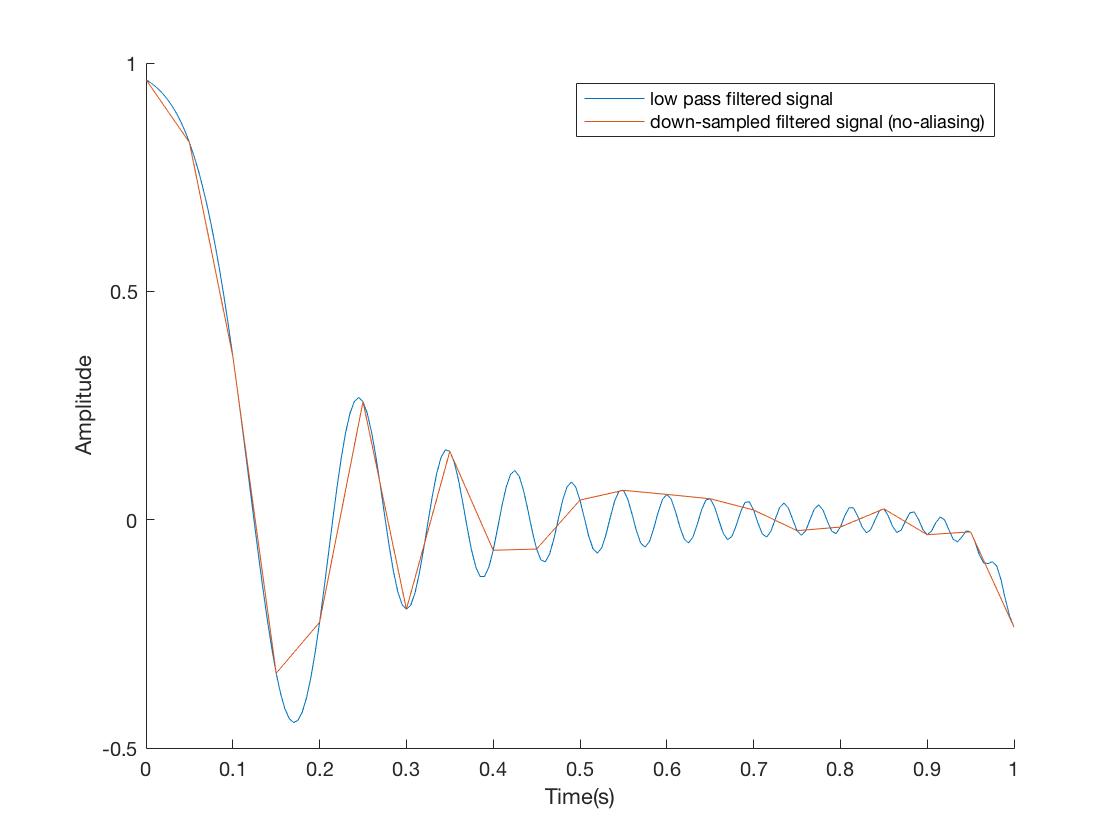 1
low pass filtered signal
down-sampled filtered signal (no-aliasing)
0.5
Amplitude
0
-0.5
0 0.1 0.2 0.3 0.4 0.5 0.6 0.7 0.8 0.9 1
Time(s)